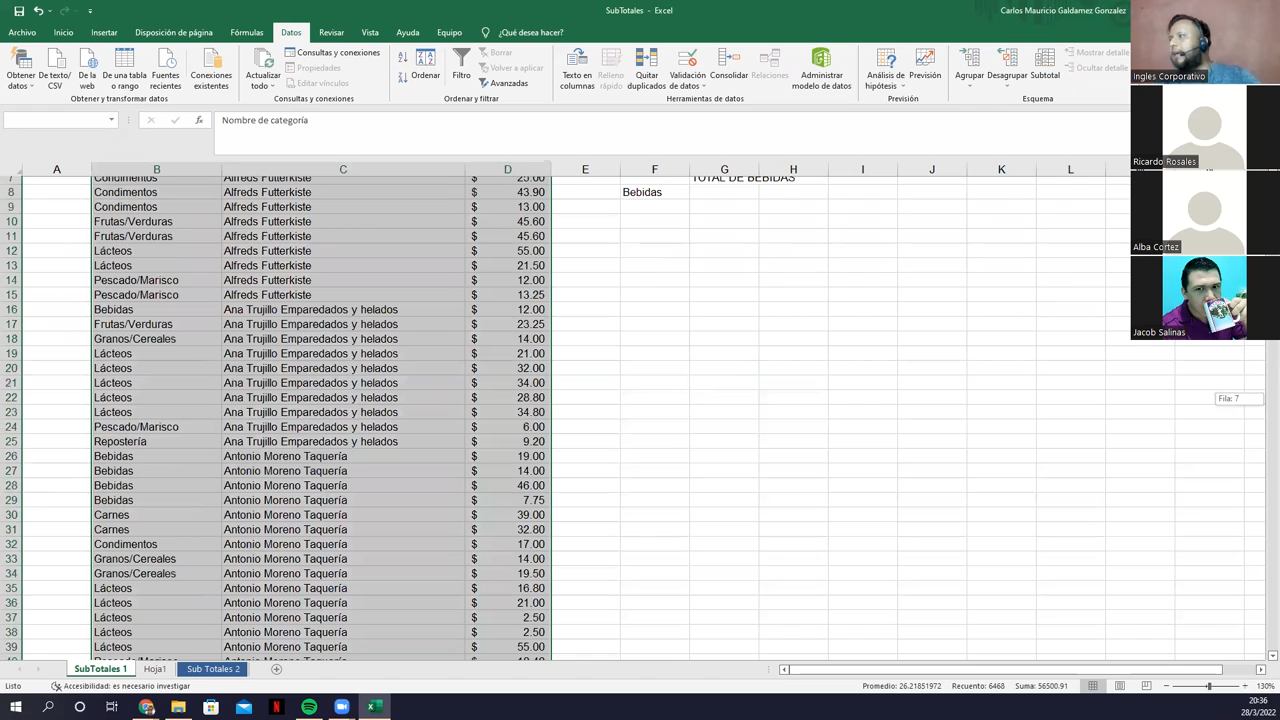 SubTotales - Excel
Carlos Mauricio Galdamez Gonzalez
Archivo Inicio Insertar Disposición de página Fórmulas Datos Revisar Vista Ayuda Equipo ¿Qué desea hacer?
Obtener datos
De texto/CSV
De la web
De una tabla o rango
Fuentes recientes
Conexiones existentes
Obtener y transformar datos
Actualizar todo
Consultas y conexiones
Propiedades
Editar vínculos
Consultas y conexiones
Ordenar
Filtro
Borrar
Volver a aplicar
Avanzadas
Ordenar y filtrar
Texto en columnas
Relleno rápido
Quitar duplicados
Validación de datos
Consolidar
Relaciones
Administrar modelo de datos
Herramientas de datos
Análisis de hipótesis
Previsión
Previsión
Agrupar
Desagrupar
Subtotal
Mostrar detalle
Ocultar detalle
Esquema
Ingles Corporativo
Ricardo Rosales
Alba Cortez
Jacob Salinas
fx Nombre de categoría
A B C D E F G H I J K L
7 Condimentos Alfreds Futterkiste $ 25.00 TOTAL DE BEBIDAS
8 Condimentos Alfreds Futterkiste $ 43.90 Bebidas
9 Condimentos Alfreds Futterkiste $ 13.00
10 Frutas/Verduras Alfreds Futterkiste $ 45.60
11 Frutas/Verduras Alfreds Futterkiste $ 45.60
12 Lácteos Alfreds Futterkiste $ 55.00
13 Lácteos Alfreds Futterkiste $ 21.50
14 Pescado/Marisco Alfreds Futterkiste $ 12.00
15 Pescado/Marisco Alfreds Futterkiste $ 13.25
16 Bebidas Ana Trujillo Emparedados y helados $ 12.00
17 Frutas/Verduras Ana Trujillo Emparedados y helados $ 23.25
18 Granos/Cereales Ana Trujillo Emparedados y helados $ 14.00
19 Lácteos Ana Trujillo Emparedados y helados $ 21.00
20 Lácteos Ana Trujillo Emparedados y helados $ 32.00
21 Lácteos Ana Trujillo Emparedados y helados $ 34.00
22 Lácteos Ana Trujillo Emparedados y helados $ 28.80
23 Lácteos Ana Trujillo Emparedados y helados $ 34.80
24 Pescado/Marisco Ana Trujillo Emparedados y helados $ 6.00
25 Repostería Ana Trujillo Emparedados y helados $ 9.20
26 Bebidas Antonio Moreno Taquería $ 19.00
27 Bebidas Antonio Moreno Taquería $ 14.00
28 Bebidas Antonio Moreno Taquería $ 46.00
29 Bebidas Antonio Moreno Taquería $ 7.75
30 Carnes Antonio Moreno Taquería $ 39.00
31 Carnes Antonio Moreno Taquería $ 32.80
32 Condimentos Antonio Moreno Taquería $ 17.00
33 Granos/Cereales Antonio Moreno Taquería $ 14.00
34 Granos/Cereales Antonio Moreno Taquería $ 19.50
35 Lácteos Antonio Moreno Taquería $ 16.80
36 Lácteos Antonio Moreno Taquería $ 21.00
37 Lácteos Antonio Moreno Taquería $ 2.50
38 Lácteos Antonio Moreno Taquería $ 2.50
39 Lácteos Antonio Moreno Taquería $ 55.00
Fila: 7
SubTotales 1 Hoja1 Sub Totales 2
Listo Accesibilidad: es necesario investigar Promedio: 26.21851972 Recuento: 6468 Suma: 56500.91 130%
20:36
28/3/2022